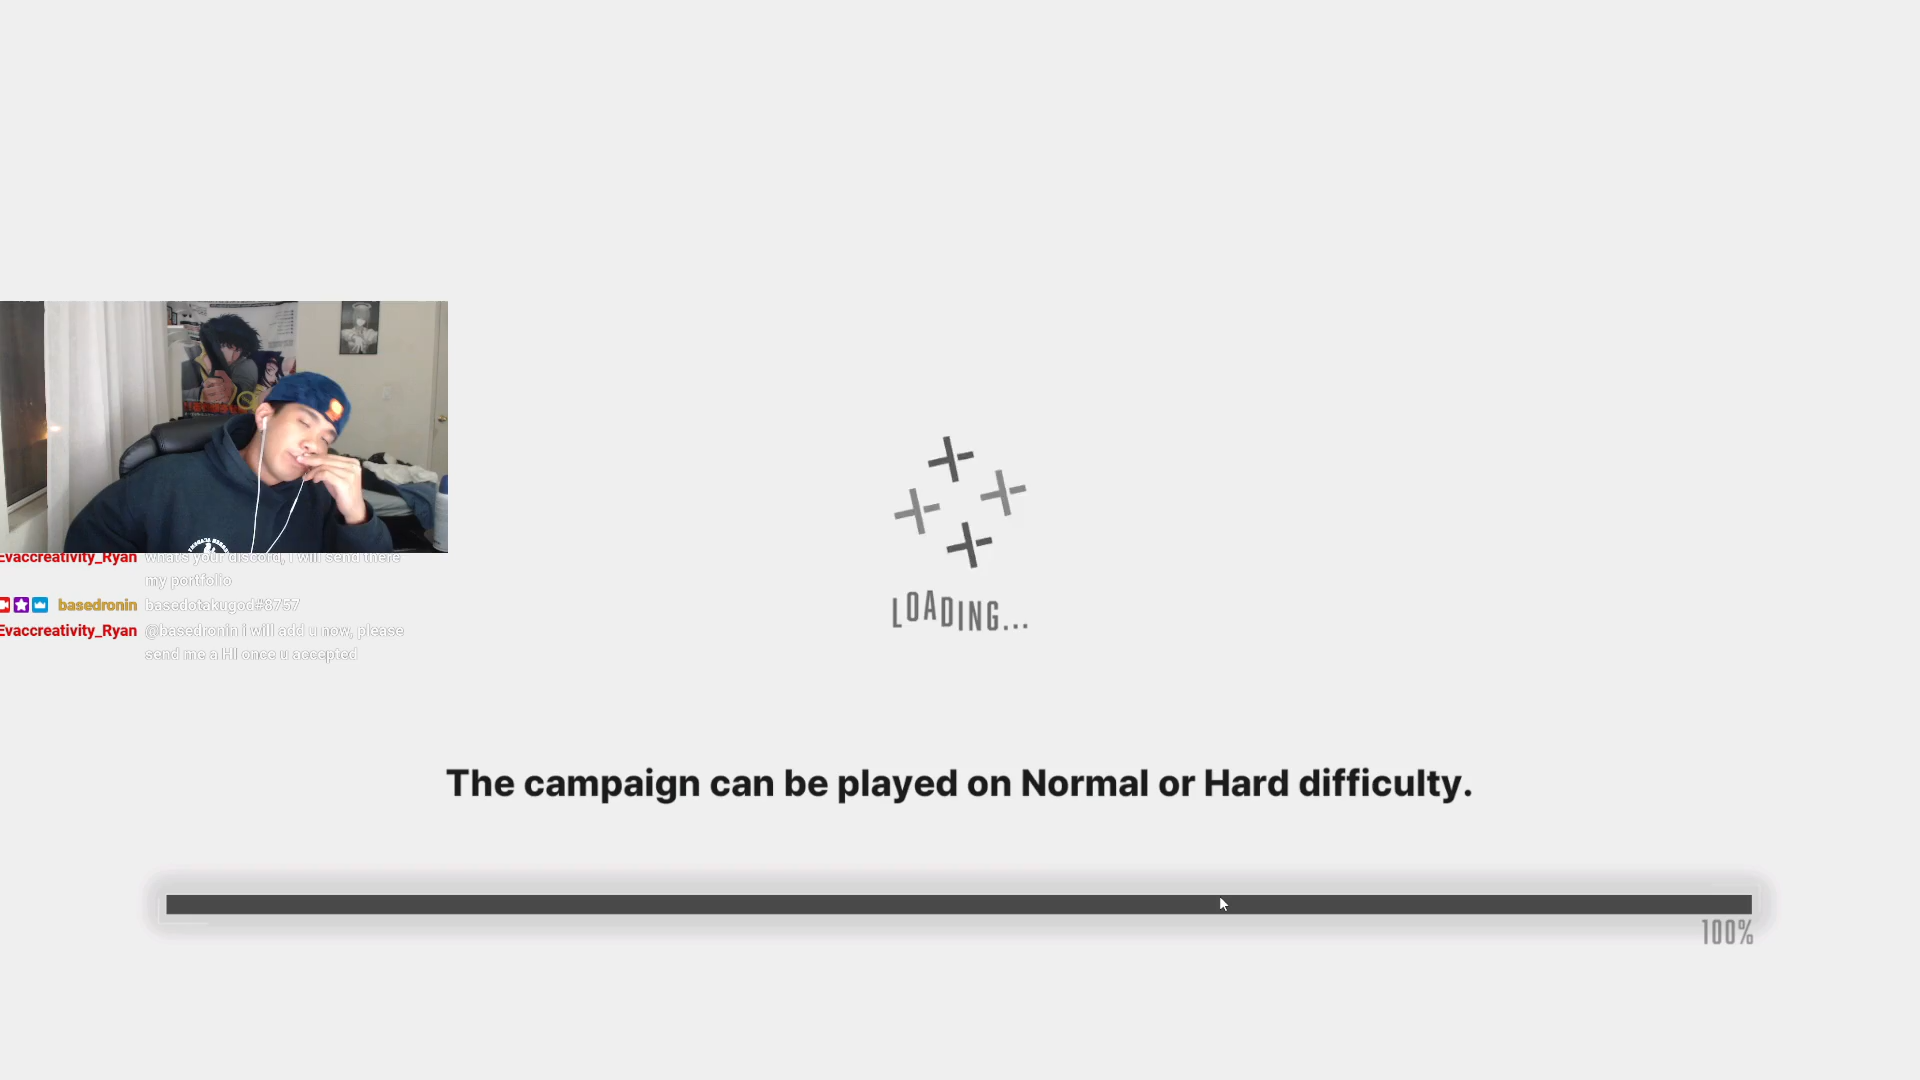 Evaccreativity_Ryan what's your discord, i will send there
my portfolio
basedronin basedotakugod#8757
Evaccreativity_Ryan @basedronin i will add u now, please
send me a HI once u accepted
LOADING...
The campaign can be played on Normal or Hard difficulty.
100%